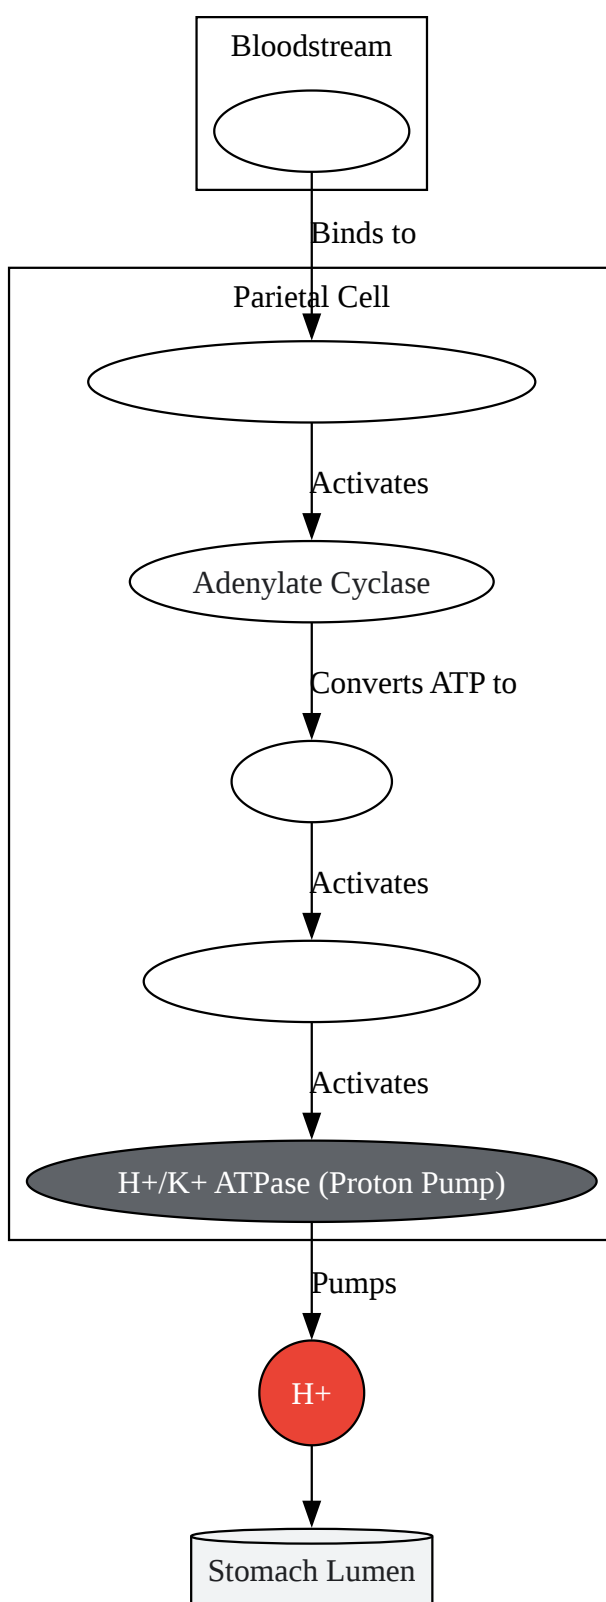 Bloodstream
Binds to
Parietal Cell
Activates
Adenylate Cyclase
Converts ATP to
Activates
Activates
H+/K+ ATPase (Proton Pump)
Pumps
H+
Stomach Lumen